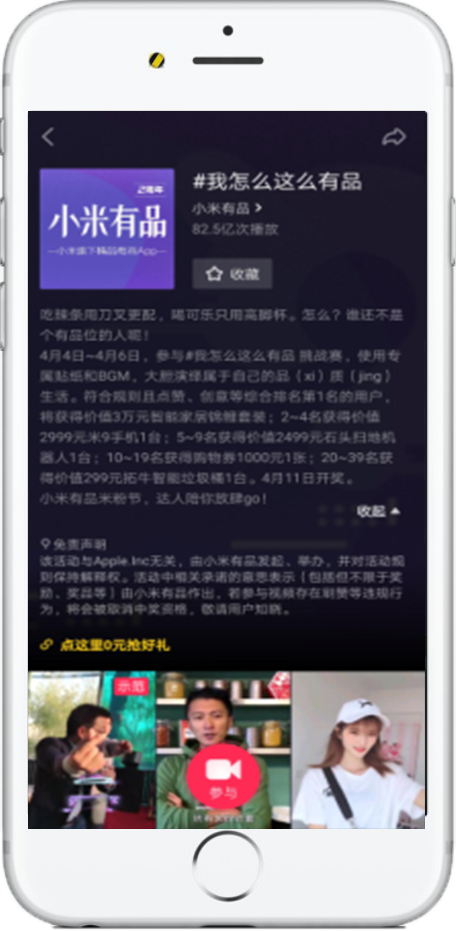 #我怎么这么有品
2周年
小米有品
小米有品 >
—小米旗下精品电商App—
82.5亿次播放
收藏
吃辣条用刀叉更配，喝可乐只用高脚杯。怎么？谁还不是
个有品位的人呢！
4月4日~4月6日，参与#我怎么这么有品 挑战赛，使用专
属贴纸和BGM，大胆演绎属于自己的品（xi）质（jing）
生活。符合规则且点赞、创意等综合排名第1名的用户，
将获得价值3万元智能家居锦鲤套装；2~4名获得价值
2999元米9手机1台；5~9名获得价值2499元石头扫地机
器人1台；10~19名获得购物券1000元1张；20~39名获
得价值299元拓牛智能垃圾桶1台。4月11日开奖。
小米有品米粉节，达人陪你放肆go！
收起
免责声明
该活动与Apple.Inc无关，由小米有品发起、举办，并对活动规
则保持解释权。活动中相关承诺的意思表示（包括但不限于奖
励、奖品等）由小米有品作出，若参与视频存在刷赞等违规行
为，将会被取消中奖资格，敬请用户知晓。
点这里0元抢好礼
示范
参与